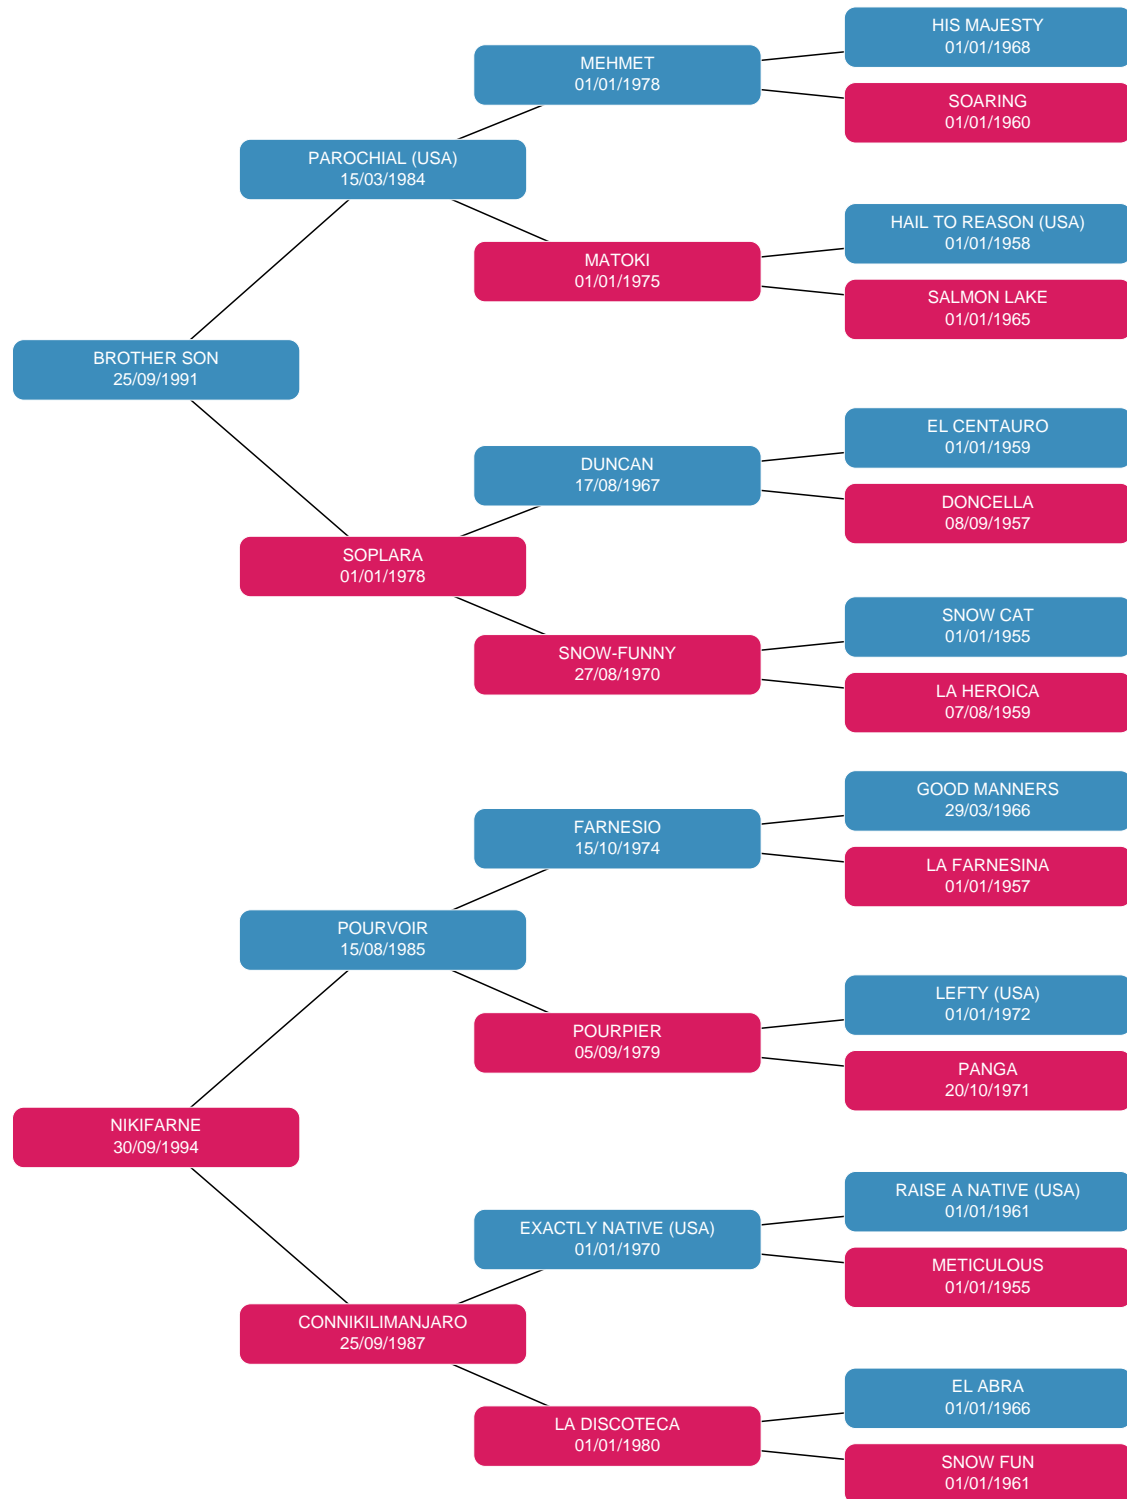 HIS MAJESTY
01/01/1968
MEHMET
01/01/1978
SOARING
01/01/1960
PAROCHIAL (USA)
15/03/1984
HAIL TO REASON (USA)
01/01/1958
MATOKI
01/01/1975
SALMON LAKE
01/01/1965
BROTHER SON
25/09/1991
EL CENTAURO
01/01/1959
DUNCAN
17/08/1967
DONCELLA
08/09/1957
SOPLARA
01/01/1978
SNOW CAT
01/01/1955
SNOW-FUNNY
27/08/1970
LA HEROICA
07/08/1959
GOOD MANNERS
29/03/1966
FARNESIO
15/10/1974
LA FARNESINA
01/01/1957
POURVOIR
15/08/1985
LEFTY (USA)
01/01/1972
POURPIER
05/09/1979
PANGA
20/10/1971
NIKIFARNE
30/09/1994
RAISE A NATIVE (USA)
01/01/1961
EXACTLY NATIVE (USA)
01/01/1970
METICULOUS
01/01/1955
CONNIKILIMANJARO
25/09/1987
EL ABRA
01/01/1966
LA DISCOTECA
01/01/1980
SNOW FUN
01/01/1961